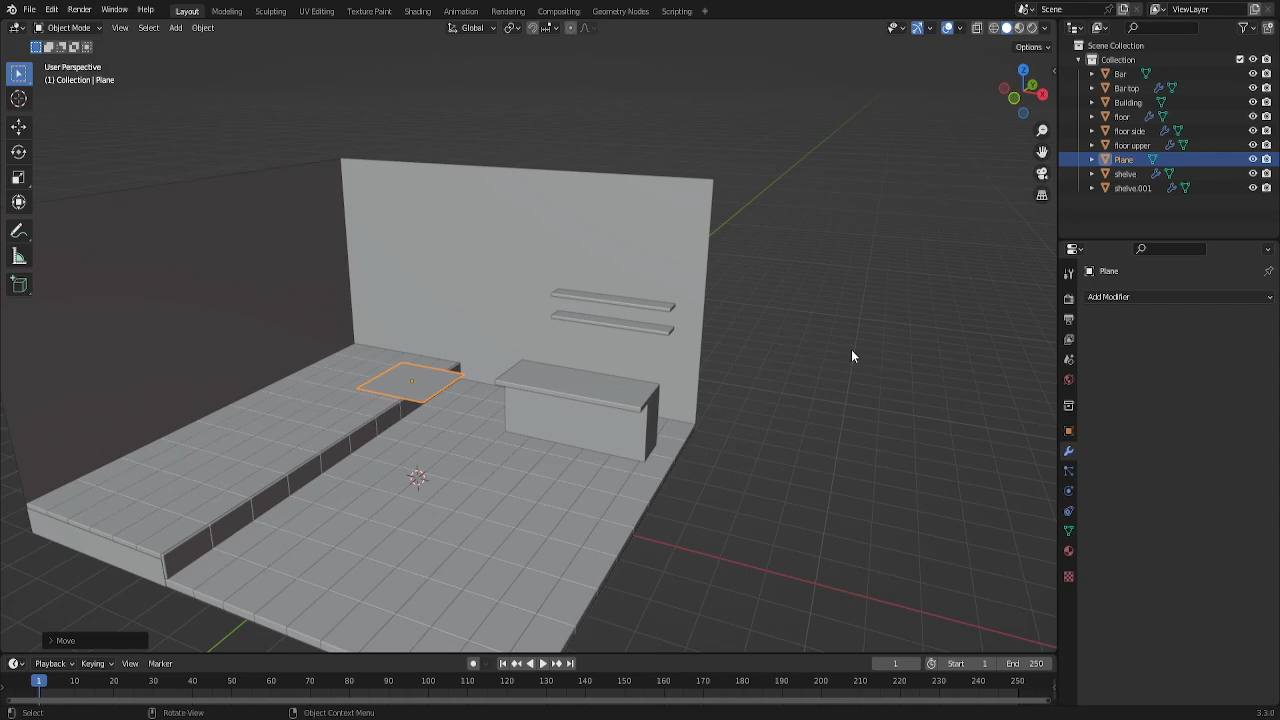 File Edit Render Window Help Layout Modeling Sculpting UV Editing Texture Paint Shading Animation Rendering Compositing Geometry Nodes Scripting + Scene ViewLayer
Object Mode View Select Add Object Global
Options
User Perspective
(1) Collection | Plane
Z
Y
X
Scene Collection
Collection
Bar
Bar top
Building
floor
floor side
floor upper
Plane
shelve
shelve.001
Plane
Add Modifier
> Move
Playback Keying View Marker 1 Start 1 End 250
1 10 20 30 40 50 60 70 80 90 100 110 120 130 140 150 160 170 180 190 200 210 220 230 240 250
Select Rotate View Object Context Menu 3.3.0